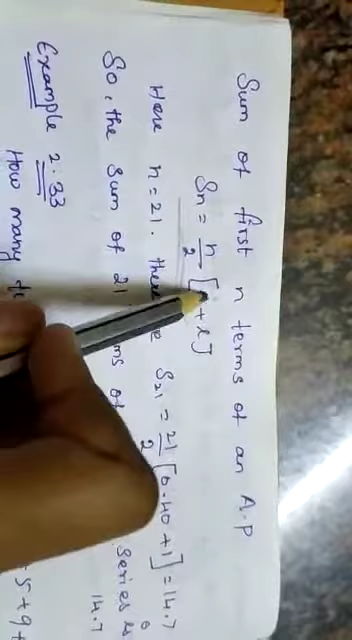 Sum of first n terms of an A.P
Sn = n/2 [ + l]
Here n = 21. S21 = 21/2 [0.40 + 1] = 14.7
So, the sum of 21 series is 14.7
Example 2.33
How many
5 + 9 +